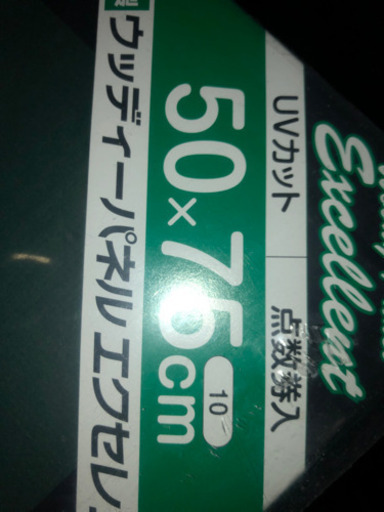 Excellent
UVカット
点数券入
50×75cm
10
ウッディーパネル エクセレ